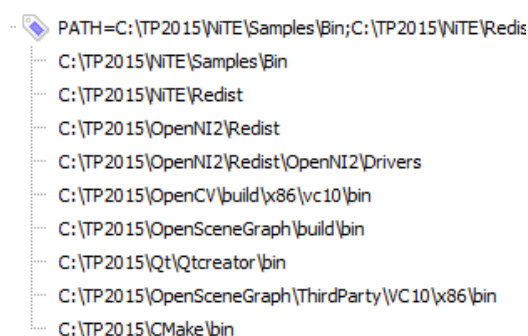 PATH=C:\TP2015\NiTE\Samples\Bin;C:\TP2015\NiTE\Redis
C:\TP2015\NiTE\Samples\Bin
C:\TP2015\NiTE\Redist
C:\TP2015\OpenNI2\Redist
C:\TP2015\OpenNI2\Redist\OpenNI2\Drivers
C:\TP2015\OpenCV\build\x86\vc10\bin
C:\TP2015\OpenSceneGraph\build\bin
C:\TP2015\Qt\Qtcreator\bin
C:\TP2015\OpenSceneGraph\ThirdParty\VC10\x86\bin
C:\TP2015\CMake\bin